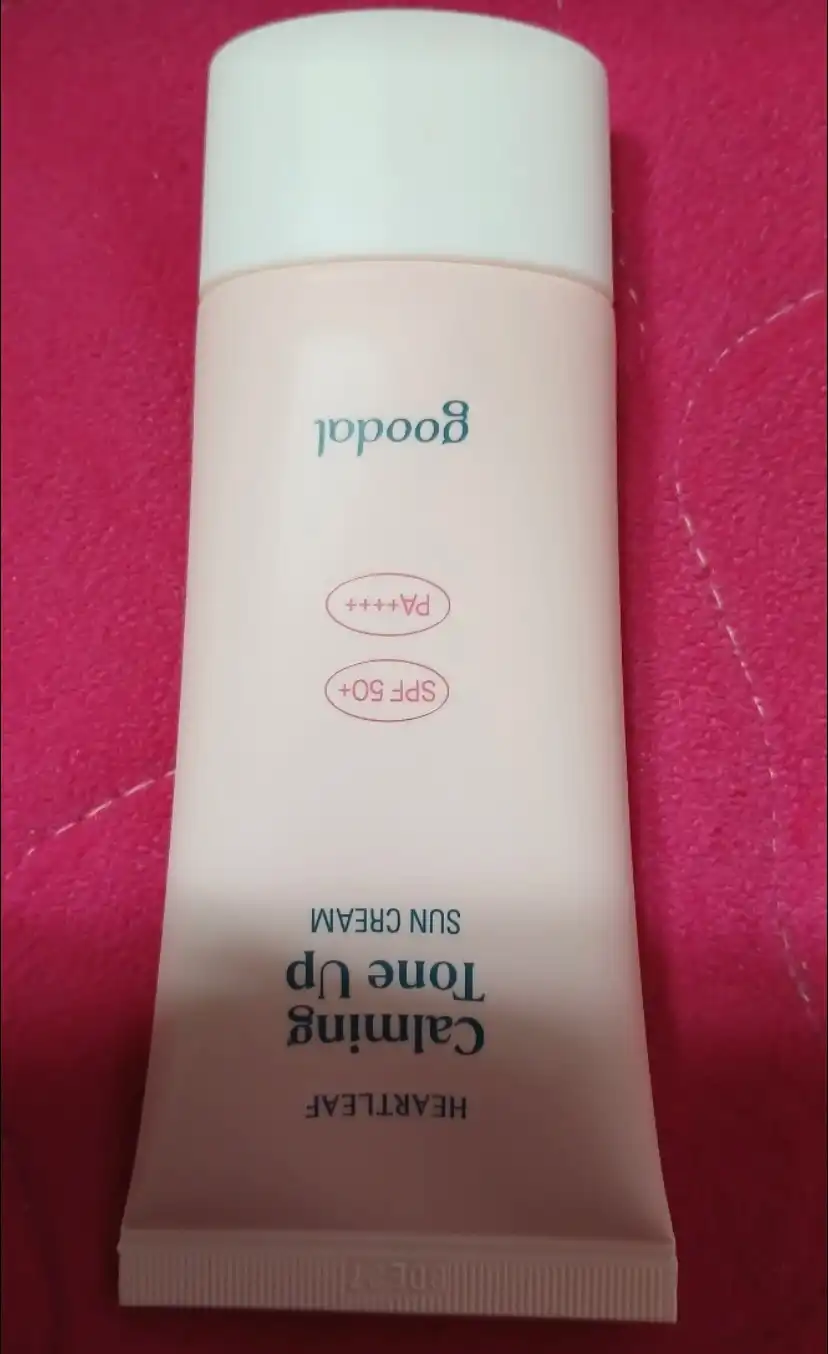 HEARTLEAF
Calming
Tone Up
SUN CREAM
SPF 50+
PA++++
goodal